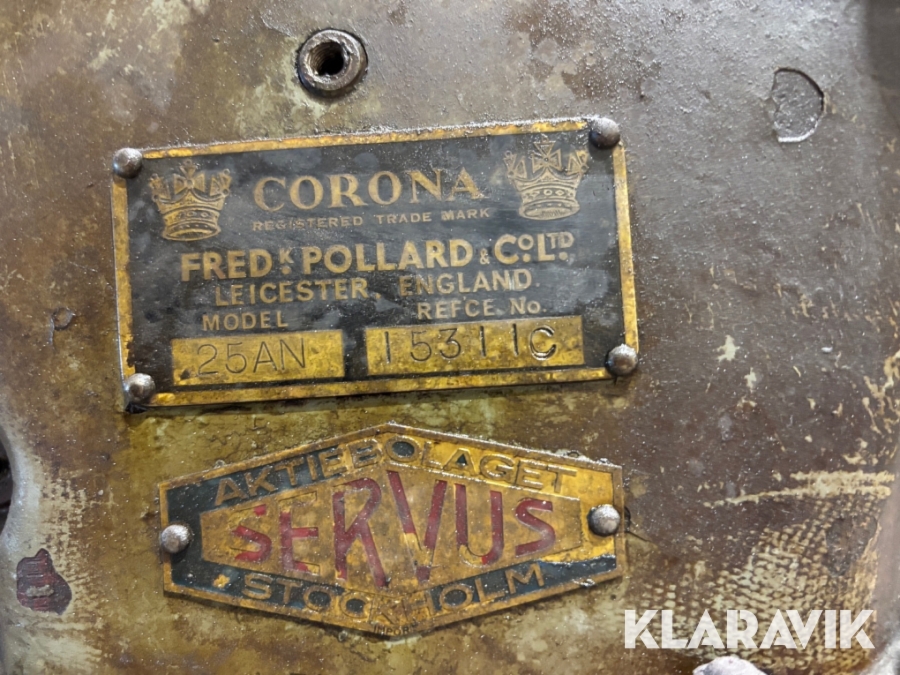 CORONA
REGISTERED TRADE MARK
FREDK. POLLARD & CO. LTD.,
LEICESTER, ENGLAND.
MODEL REFCE. No.
25AN 15311C
AKTIEBOLAGET
SERVUS
STOCKHOLM
KLARAVIK